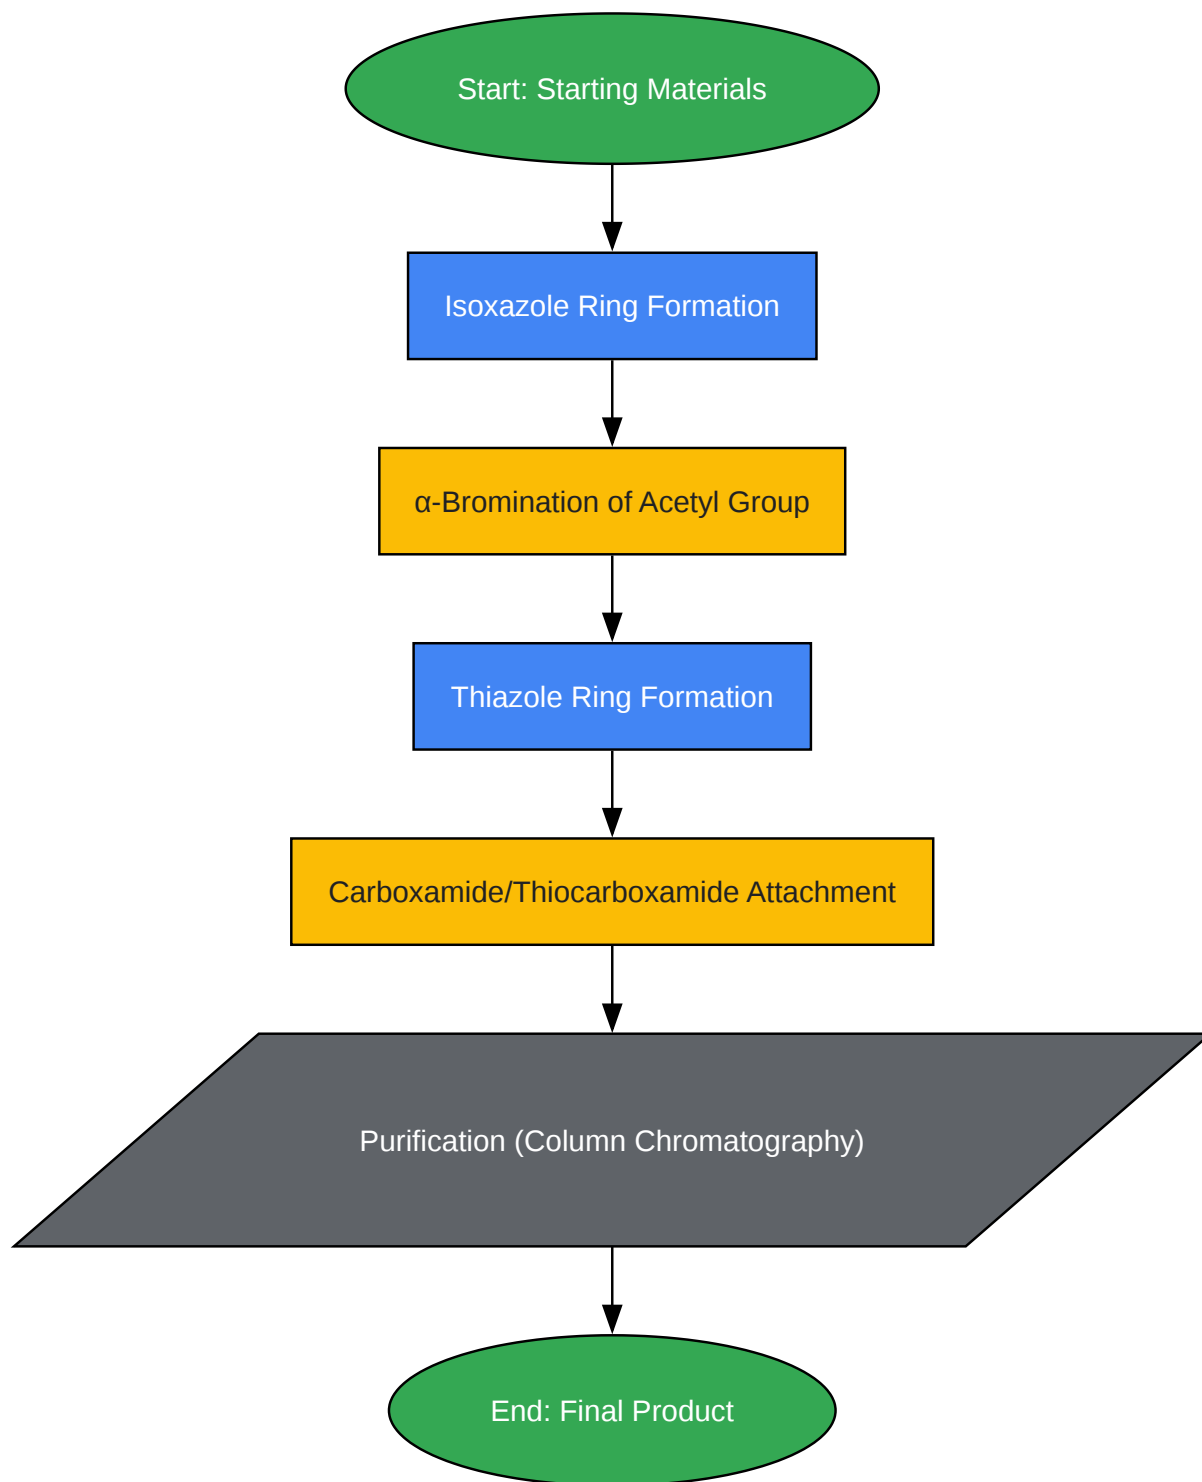 Start: Starting Materials
Isoxazole Ring Formation
α-Bromination of Acetyl Group
Thiazole Ring Formation
Carboxamide/Thiocarboxamide Attachment
Purification (Column Chromatography)
End: Final Product